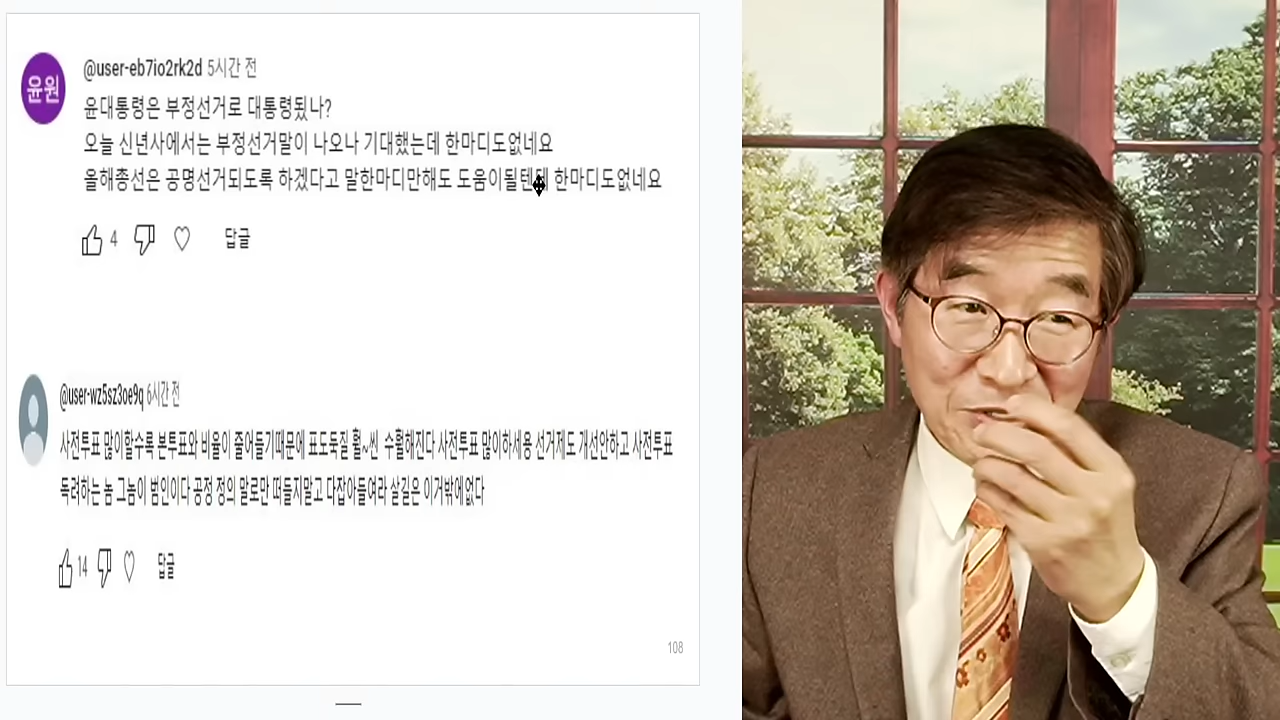 윤원
@user-eb7io2rk2d 5시간 전
윤대통령은 부정선거로 대통령됐나?
오늘 신년사에서는 부정선거말이 나오나 기대했는데 한마디도없네요
올해총선은 공명선거되도록 하겠다고 말한마디만해도 도움이될텐데 한마디도없네요
4 답글
@user-wz5sz3oe9q 6시간 전
사전투표 많이할수록 본투표와 비율이 줄어들기때문에 표도둑질 훨~씬 수훨해진다 사전투표 많이하세용 선거제도 개선안하고 사전투표
독려하는 놈 그놈이 범인이다 공정 정의 말로만 떠들지말고 다잡아들여라 살길은 이거밖에없다
14 답글
108